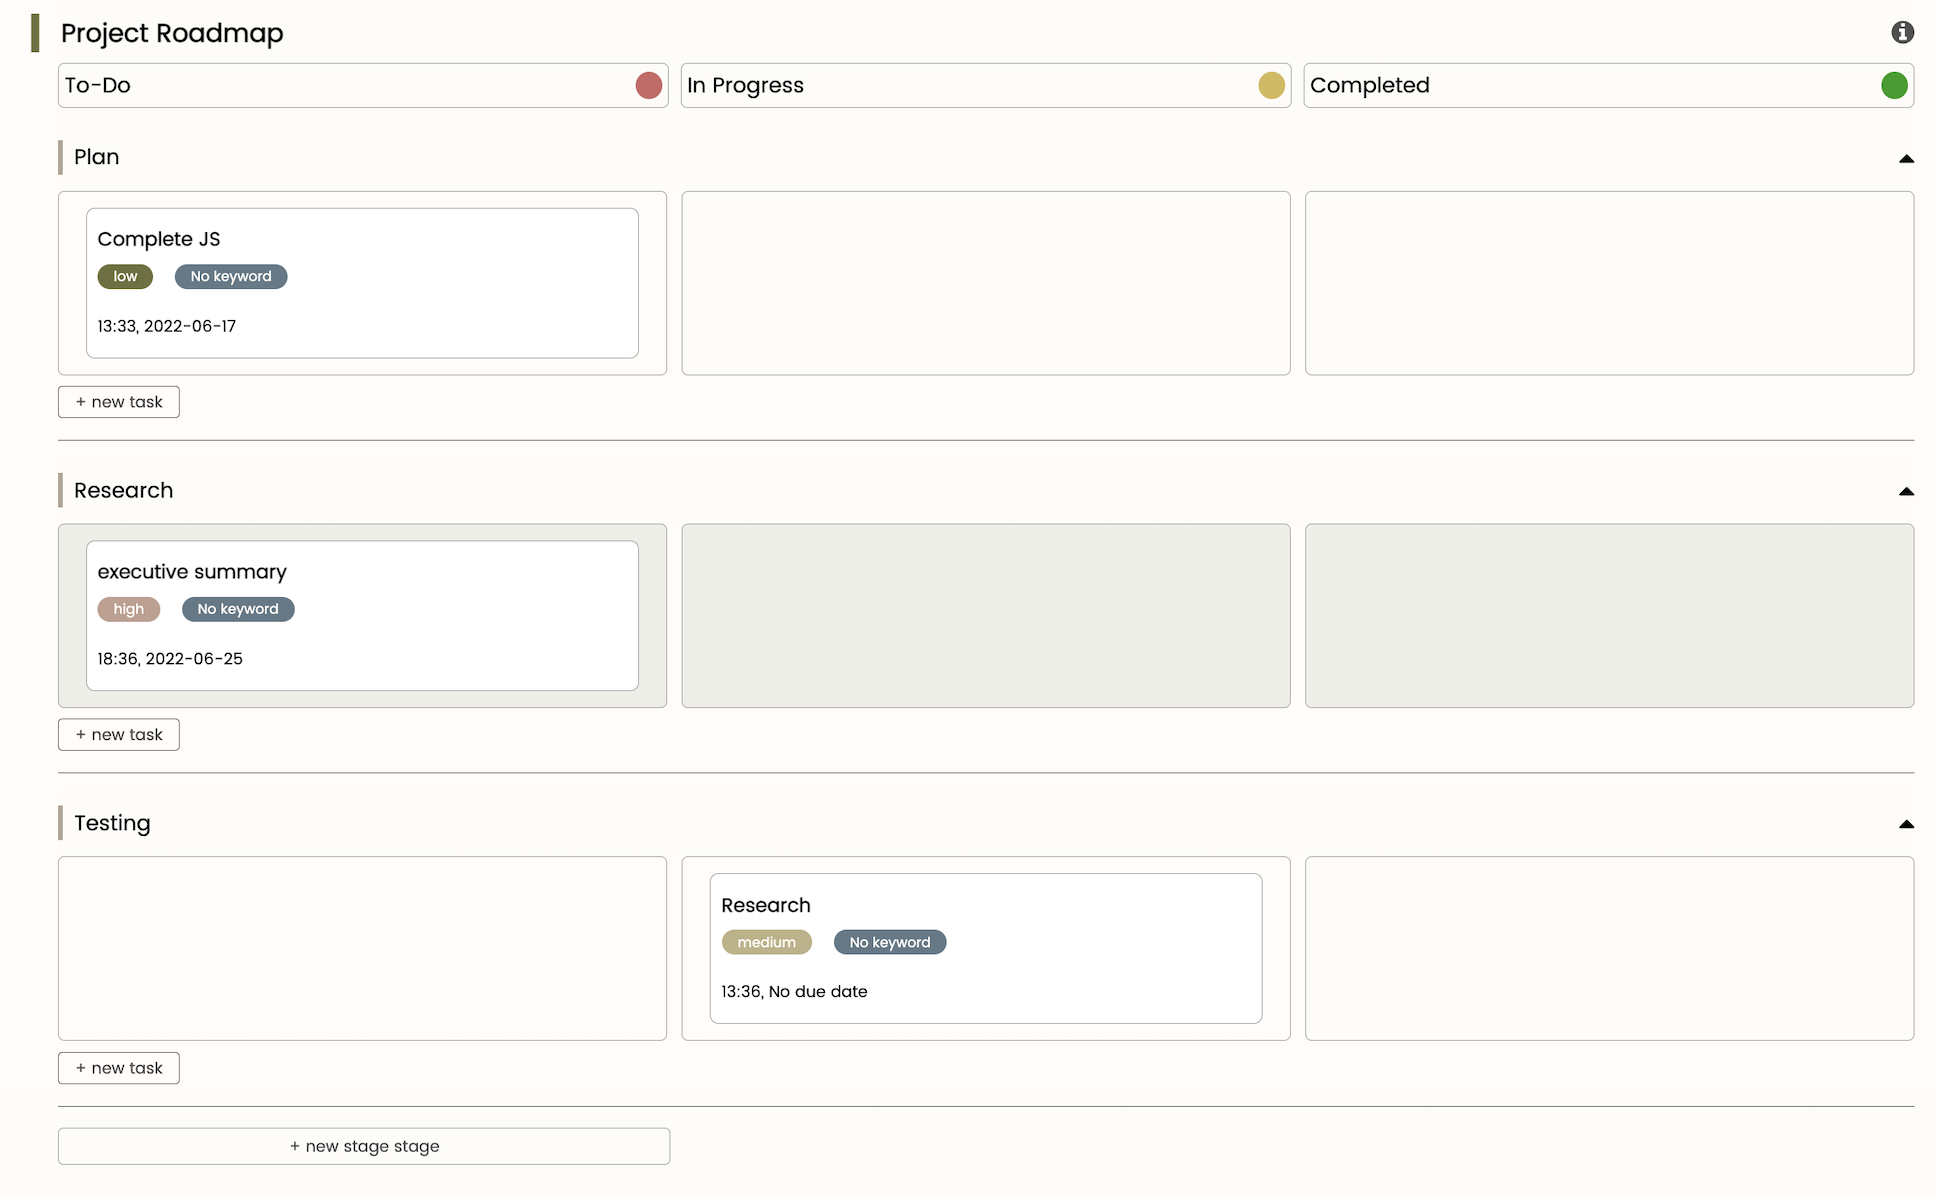 Project Roadmap
To-Do
In Progress
Completed
Plan
Complete JS
low
No keyword
13:33, 2022-06-17
+ new task
Research
executive summary
high
No keyword
18:36, 2022-06-25
+ new task
Testing
Research
medium
No keyword
13:36, No due date
+ new task
+ new stage stage